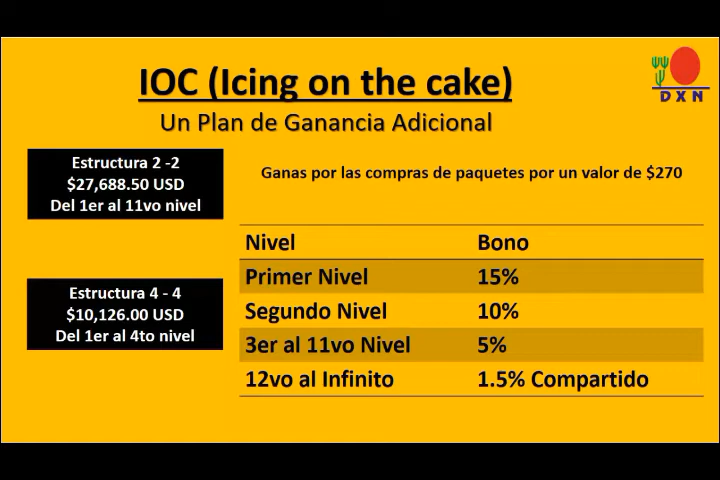 IOC (Icing on the cake)
Un Plan de Ganancia Adicional
DXN
Estructura 2 -2
$27,688.50 USD
Del 1er al 11vo nivel
Ganas por las compras de paquetes por un valor de $270
Estructura 4 - 4
$10,126.00 USD
Del 1er al 4to nivel
Nivel Bono
Primer Nivel 15%
Segundo Nivel 10%
3er al 11vo Nivel 5%
12vo al Infinito 1.5% Compartido